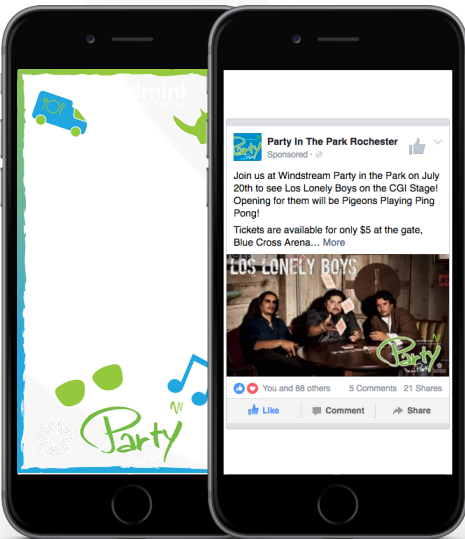 Party
Party In The Park Rochester
Sponsored ·
Join us at Windstream Party in the Park on July
20th to see Los Lonely Boys on the CGI Stage!
Opening for them will be Pigeons Playing Ping
Pong!
Tickets are available for only $5 at the gate,
Blue Cross Arena... More
LOS LONELY BOYS
Party
You and 88 others 5 Comments 21 Shares
Like Comment Share